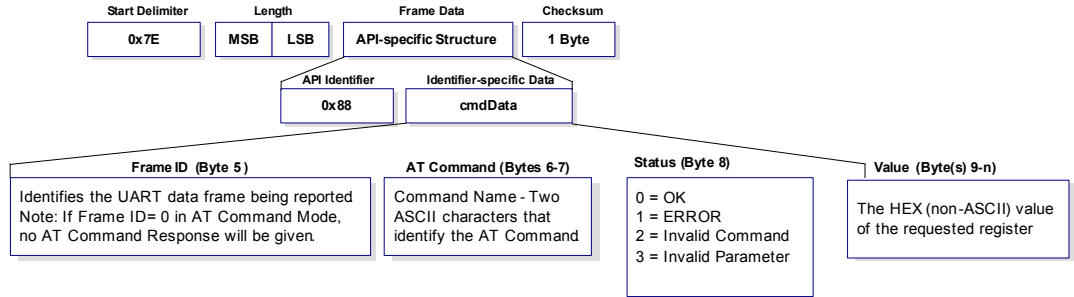 Start Delimiter
Length
Frame Data
Checksum
0x7E
MSB
LSB
API-specific Structure
1 Byte
API Identifier
Identifier-specific Data
0x88
cmdData
Frame ID (Byte 5 )
Identifies the UART data frame being reported
Note: If Frame ID= 0 in AT Command Mode,
no AT Command Response will be given.
AT Command (Bytes 6-7)
Command Name - Two
ASCII characters that
identify the AT Command.
Status (Byte 8)
0 = OK
1 = ERROR
2 = Invalid Command
3 = Invalid Parameter
Value (Byte(s) 9-n)
The HEX (non-ASCII) value
of the requested register